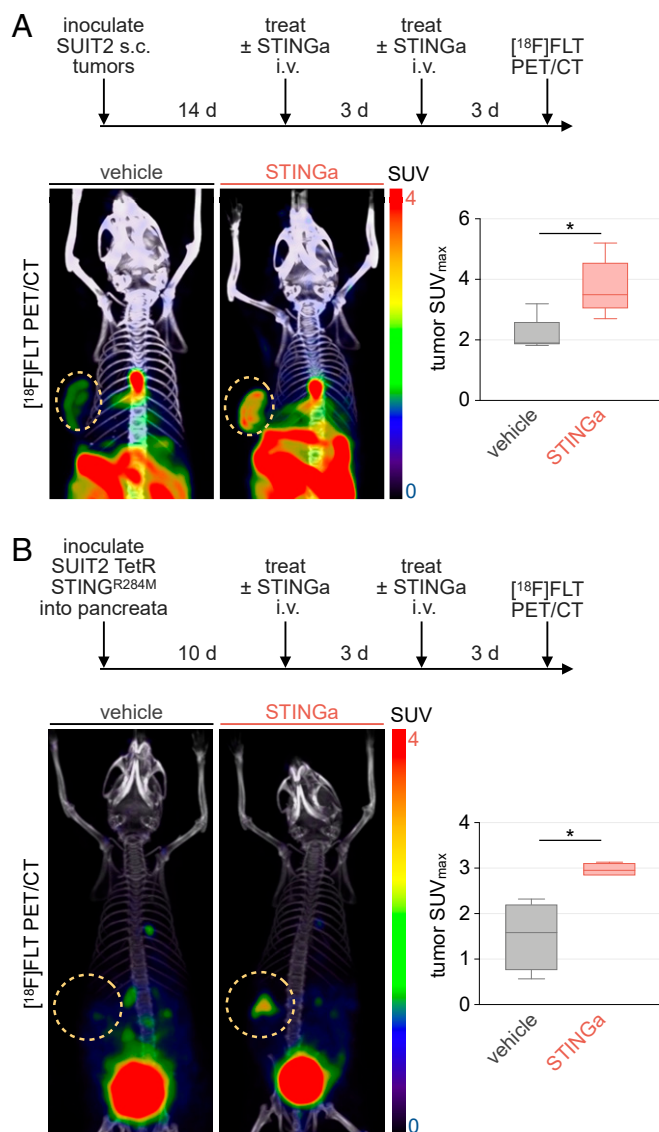 A
inoculate
SUIT2 s.c.
tumors
treat
± STINGa
i.v.
treat
± STINGa
i.v.
[¹⁸F]FLT
PET/CT
14 d
3 d
3 d
vehicle
STINGa
SUV
4
0
[¹⁸F]FLT PET/CT
tumor SUVmax
6
4
2
0
*
vehicle
STINGa
B
inoculate
SUIT2 TetR
STINGᴿ²⁸⁴ᴹ
into pancreata
treat
± STINGa
i.v.
treat
± STINGa
i.v.
[¹⁸F]FLT
PET/CT
10 d
3 d
3 d
vehicle
STINGa
SUV
4
0
[¹⁸F]FLT PET/CT
tumor SUVmax
4
3
2
1
0
*
vehicle
STINGa